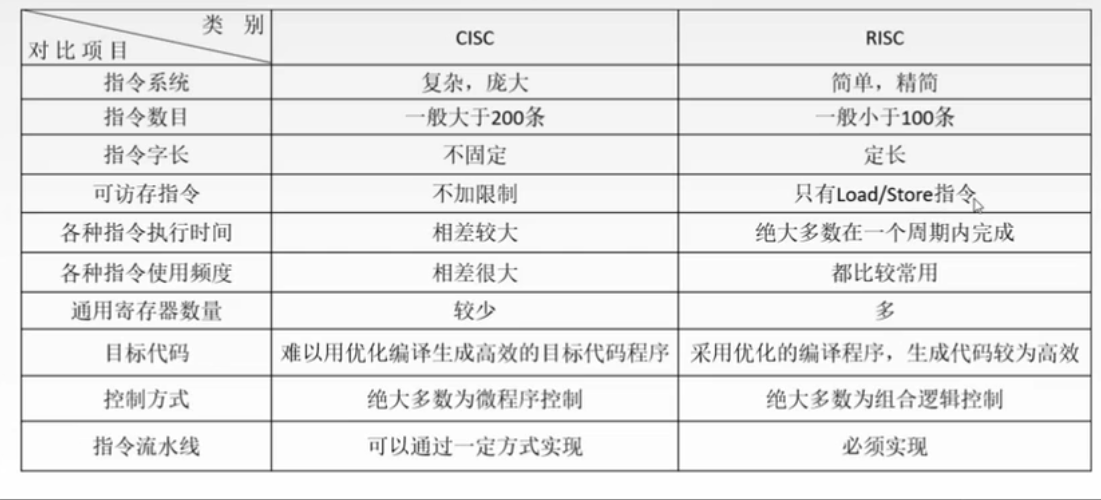 类 别
对比项目 CISC RISC
指令系统 复杂，庞大 简单，精简
指令数目 一般大于200条 一般小于100条
指令字长 不固定 定长
可访存指令 不加限制 只有Load/Store指令
各种指令执行时间 相差较大 绝大多数在一个周期内完成
各种指令使用频度 相差很大 都比较常用
通用寄存器数量 较少 多
目标代码 难以用优化编译生成高效的目标代码程序 采用优化的编译程序，生成代码较为高效
控制方式 绝大多数为微程序控制 绝大多数为组合逻辑控制
指令流水线 可以通过一定方式实现 必须实现